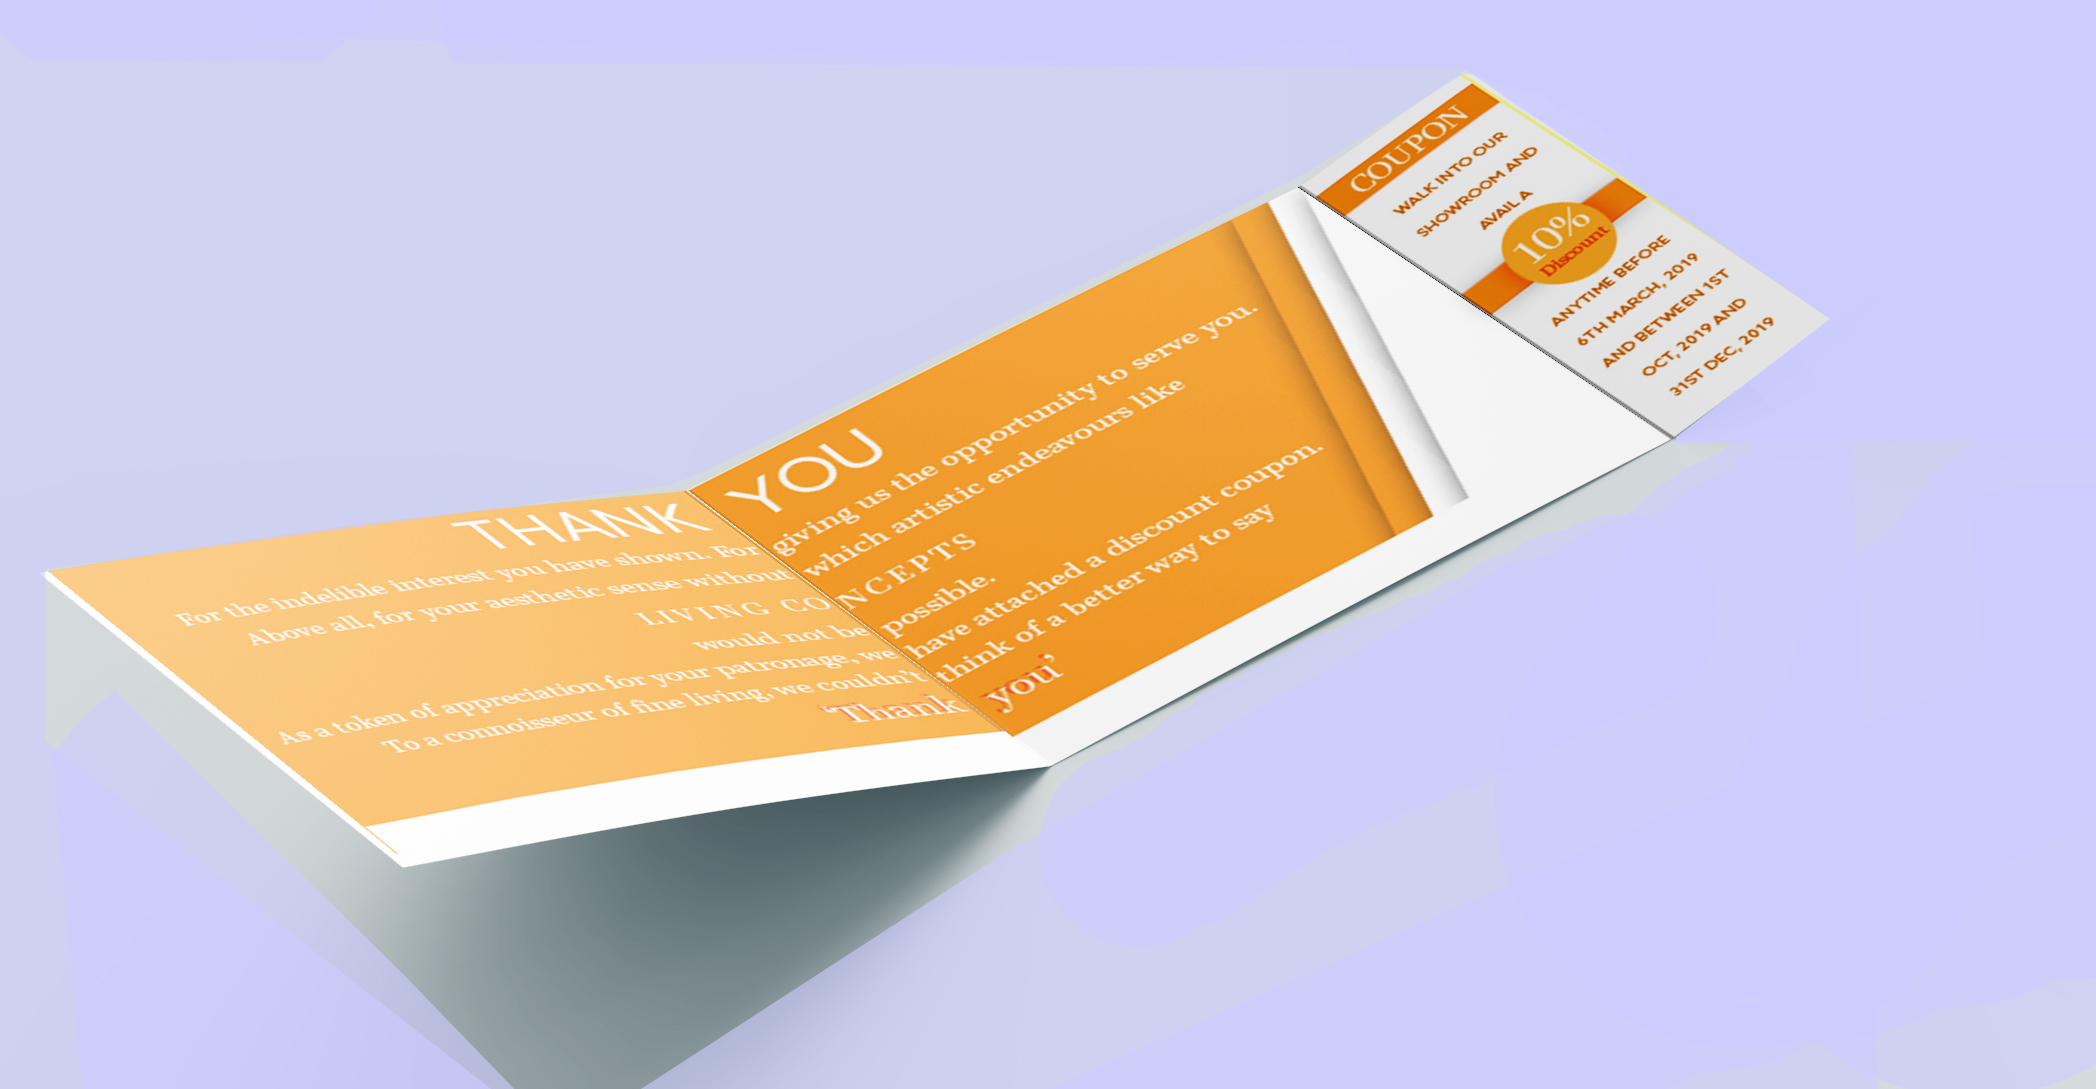 THANK YOU
For the indelible interest you have shown. For giving us the opportunity to serve you.
Above all, for your aesthetic sense without which artistic endeavours like
LIVING CONCEPTS
would not be possible.
As a token of appreciation for your patronage, we have attached a discount coupon.
To a connoisseur of fine living, we couldn't think of a better way to say
‘Thank you’
COUPON
WALK INTO OUR
SHOWROOM AND
AVAIL A
10%
Discount
ANYTIME BEFORE
6TH MARCH, 2019
AND BETWEEN 1ST
OCT, 2019 AND
31ST DEC, 2019